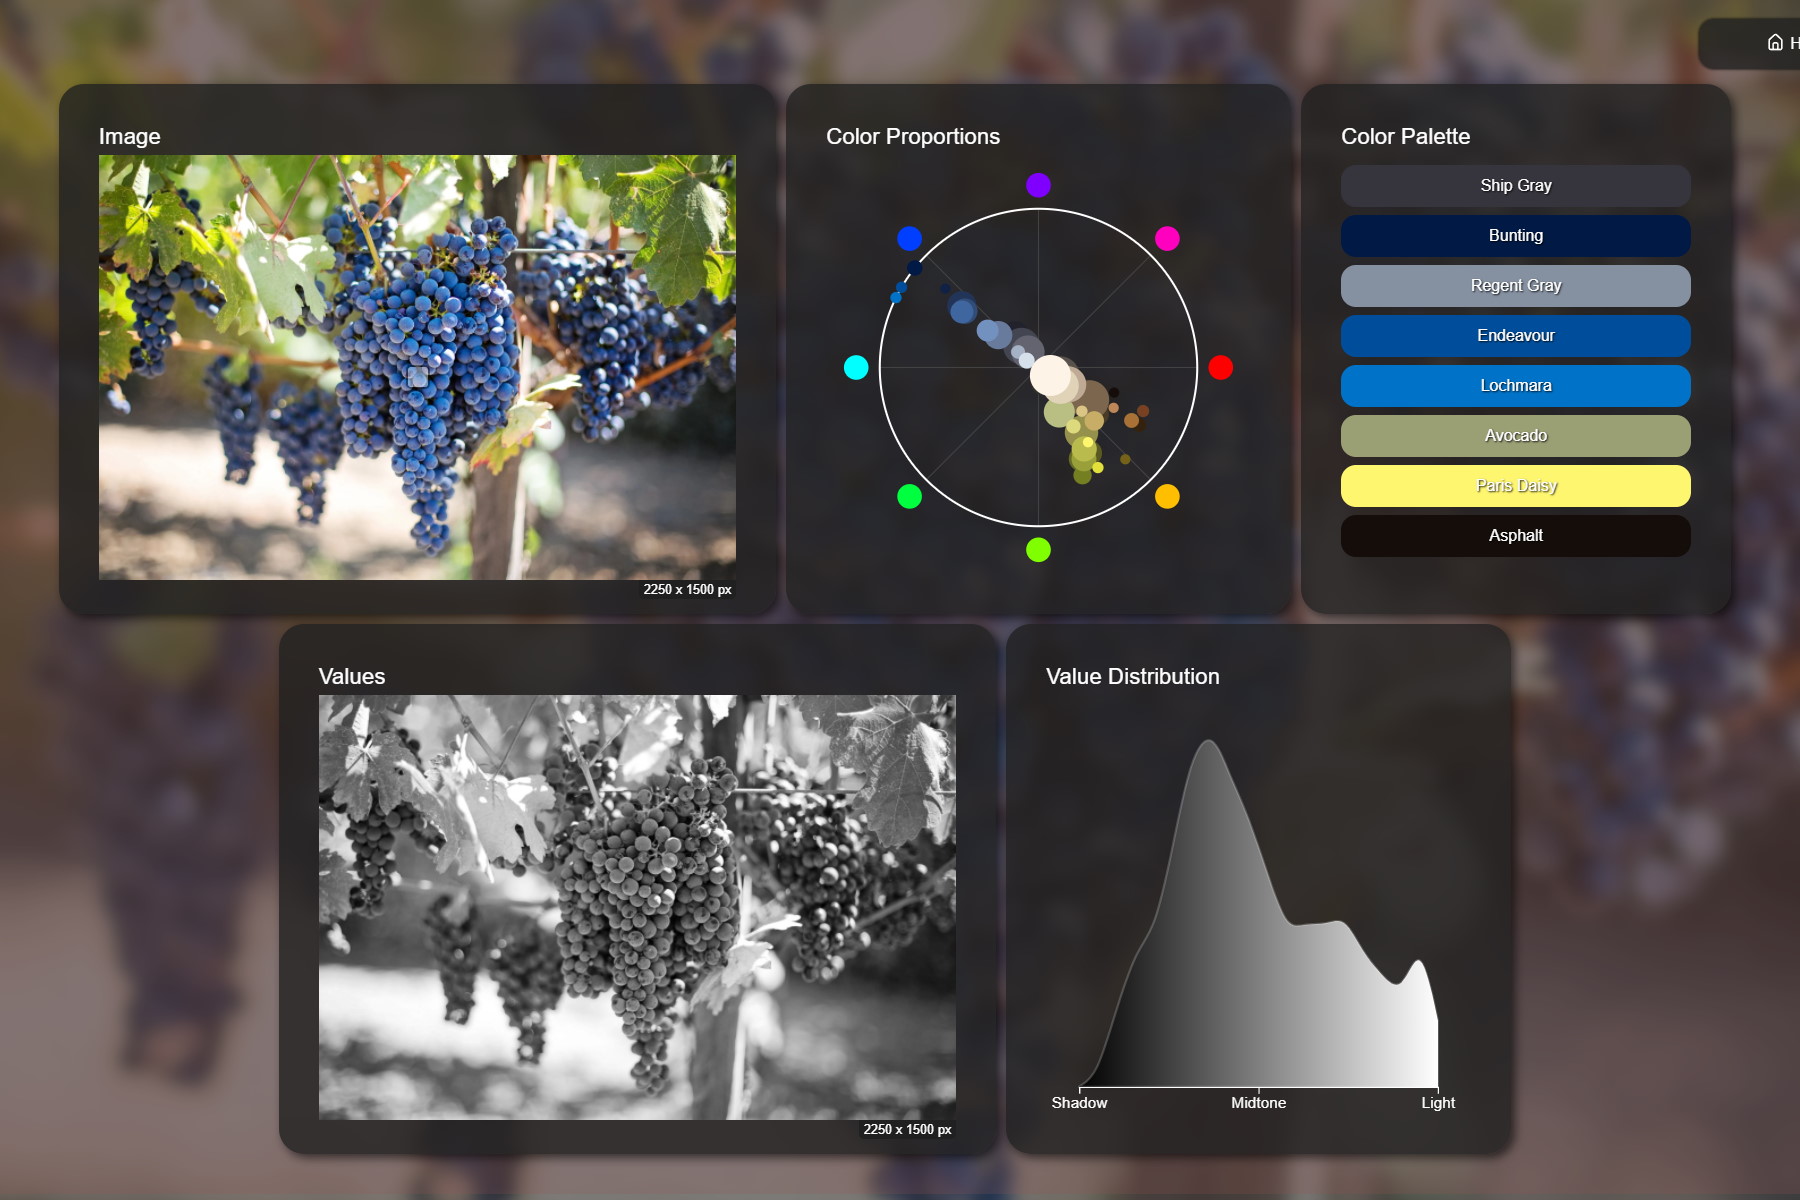 H
Image
2250 x 1500 px
Color Proportions
Color Palette
Ship Gray
Bunting
Regent Gray
Endeavour
Lochmara
Avocado
Paris Daisy
Asphalt
Values
2250 x 1500 px
Value Distribution
Shadow
Midtone
Light